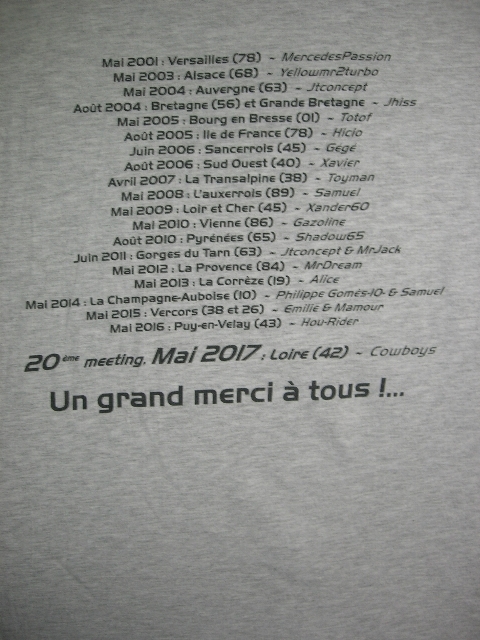 Mai 2001 : Versailles (78) - MercedesPassion
Mai 2003 : Alsace (68) - Yellowmr2turbo
Mai 2004 : Auvergne (63) - Jtconcept
Août 2004 : Bretagne (56) et Grande Bretagne - Jhiss
Mai 2005 : Bourg en Bresse (01) - Totof
Août 2005 : Ile de France (78) - Hicio
Juin 2006 : Sancerrois (45) - Gégé
Août 2006 : Sud Ouest (40) - Xavier
Avril 2007 : La Transalpine (38) - Toyman
Mai 2008 : L'auxerrois (89) - Samuel
Mai 2009 : Loir et Cher (45) - Xander60
Mai 2010 : Vienne (86) - Gazoline
Août 2010 : Pyrénées (65) - Shadow65
Juin 2011 : Gorges du Tarn (63) - Jtconcept & MrJack
Mai 2012 : La Provence (84) - MrDream
Mai 2013 : La Corrèze (19) - Alice
Mai 2014 : La Champagne-Auboise (10) - Philippe Gomès-10- & Samuel
Mai 2015 : Vercors (38 et 26) - Emilie & Mamour
Mai 2016 : Puy-en-Velay (43) - Hou-Rider
20ème meeting, Mai 2017 : Loire (42) - Cowboys
Un grand merci à tous !...